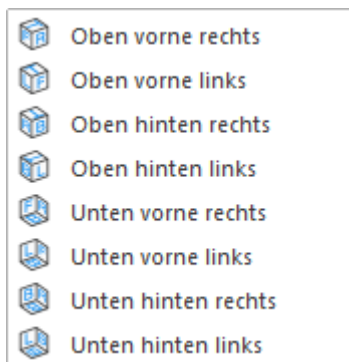 Oben vorne rechts
Oben vorne links
Oben hinten rechts
Oben hinten links
Unten vorne rechts
Unten vorne links
Unten hinten rechts
Unten hinten links